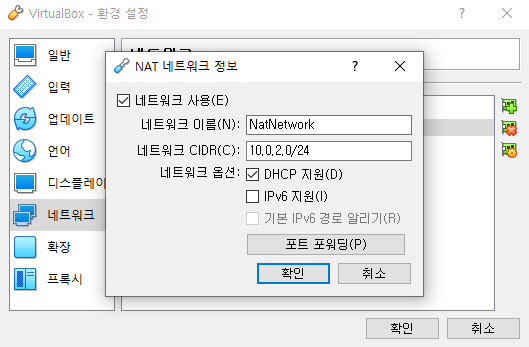 VirtualBox - 환경 설정
일반
입력
업데이트
언어
디스플레이
네트워크
확장
프록시
NAT 네트워크 정보
네트워크 사용(E)
네트워크 이름(N): NatNetwork
네트워크 CIDR(C): 10.0.2.0/24
네트워크 옵션: DHCP 지원(D)
IPv6 지원(I)
기본 IPv6 경로 알리기(R)
포트 포워딩(P)
확인 취소
확인 취소